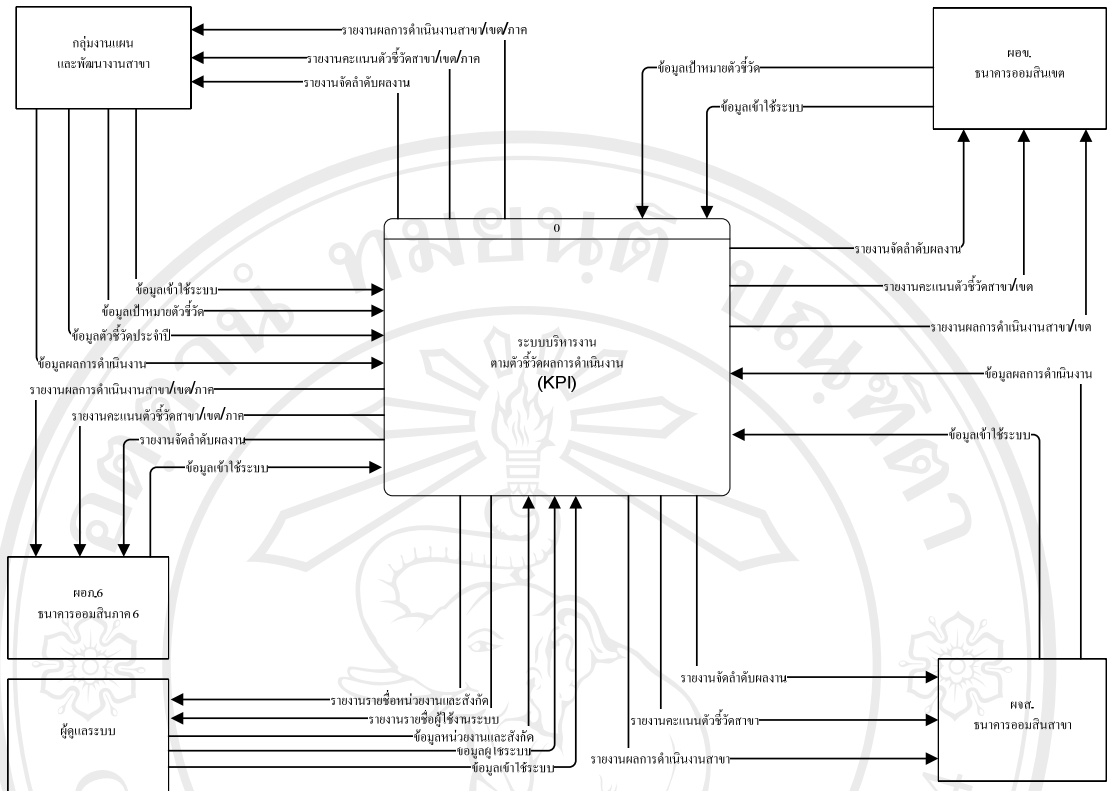 รายงานผลการดำเนินงานสาขา/เขต/ภาค
กลุ่มงานแผน
และพัฒนางานสาขา
รายงานคะแนนตัวชี้วัดสาขา/เขต/ภาค
รายงานจัดลำดับผลงาน
ผอข.
ธนาคารออมสินเขต
ข้อมูลเป้าหมายตัวชี้วัด
ข้อมูลเข้าใช้ระบบ
0
รายงานจัดลำดับผลงาน
รายงานคะแนนตัวชี้วัดสาขา/เขต
รายงานผลการดำเนินงานสาขา/เขต
ข้อมูลเข้าใช้ระบบ
ข้อมูลเป้าหมายตัวชี้วัด
ข้อมูลตัวชี้วัดประจำปี
ข้อมูลผลการดำเนินงาน
ระบบบริหารงาน
ตามตัวชี้วัดผลการดำเนินงาน
(KPI)
ข้อมูลผลการดำเนินงาน
รายงานผลการดำเนินงานสาขา/เขต/ภาค
รายงานคะแนนตัวชี้วัดสาขา/เขต/ภาค
รายงานจัดลำดับผลงาน
ข้อมูลเข้าใช้ระบบ
ข้อมูลเข้าใช้ระบบ
ผอภ.6
ธนาคารออมสินภาค 6
รายงานรายชื่อหน่วยงานและสังกัด
รายงานรายชื่อผู้ใช้งานระบบ
ข้อมูลหน่วยงานและสังกัด
ข้อมูลผู้ใช้ระบบ
ข้อมูลเข้าใช้ระบบ
ผู้ดูแลระบบ
รายงานจัดลำดับผลงาน
รายงานคะแนนตัวชี้วัดสาขา
รายงานผลการดำเนินงานสาขา
ผจส.
ธนาคารออมสินสาขา